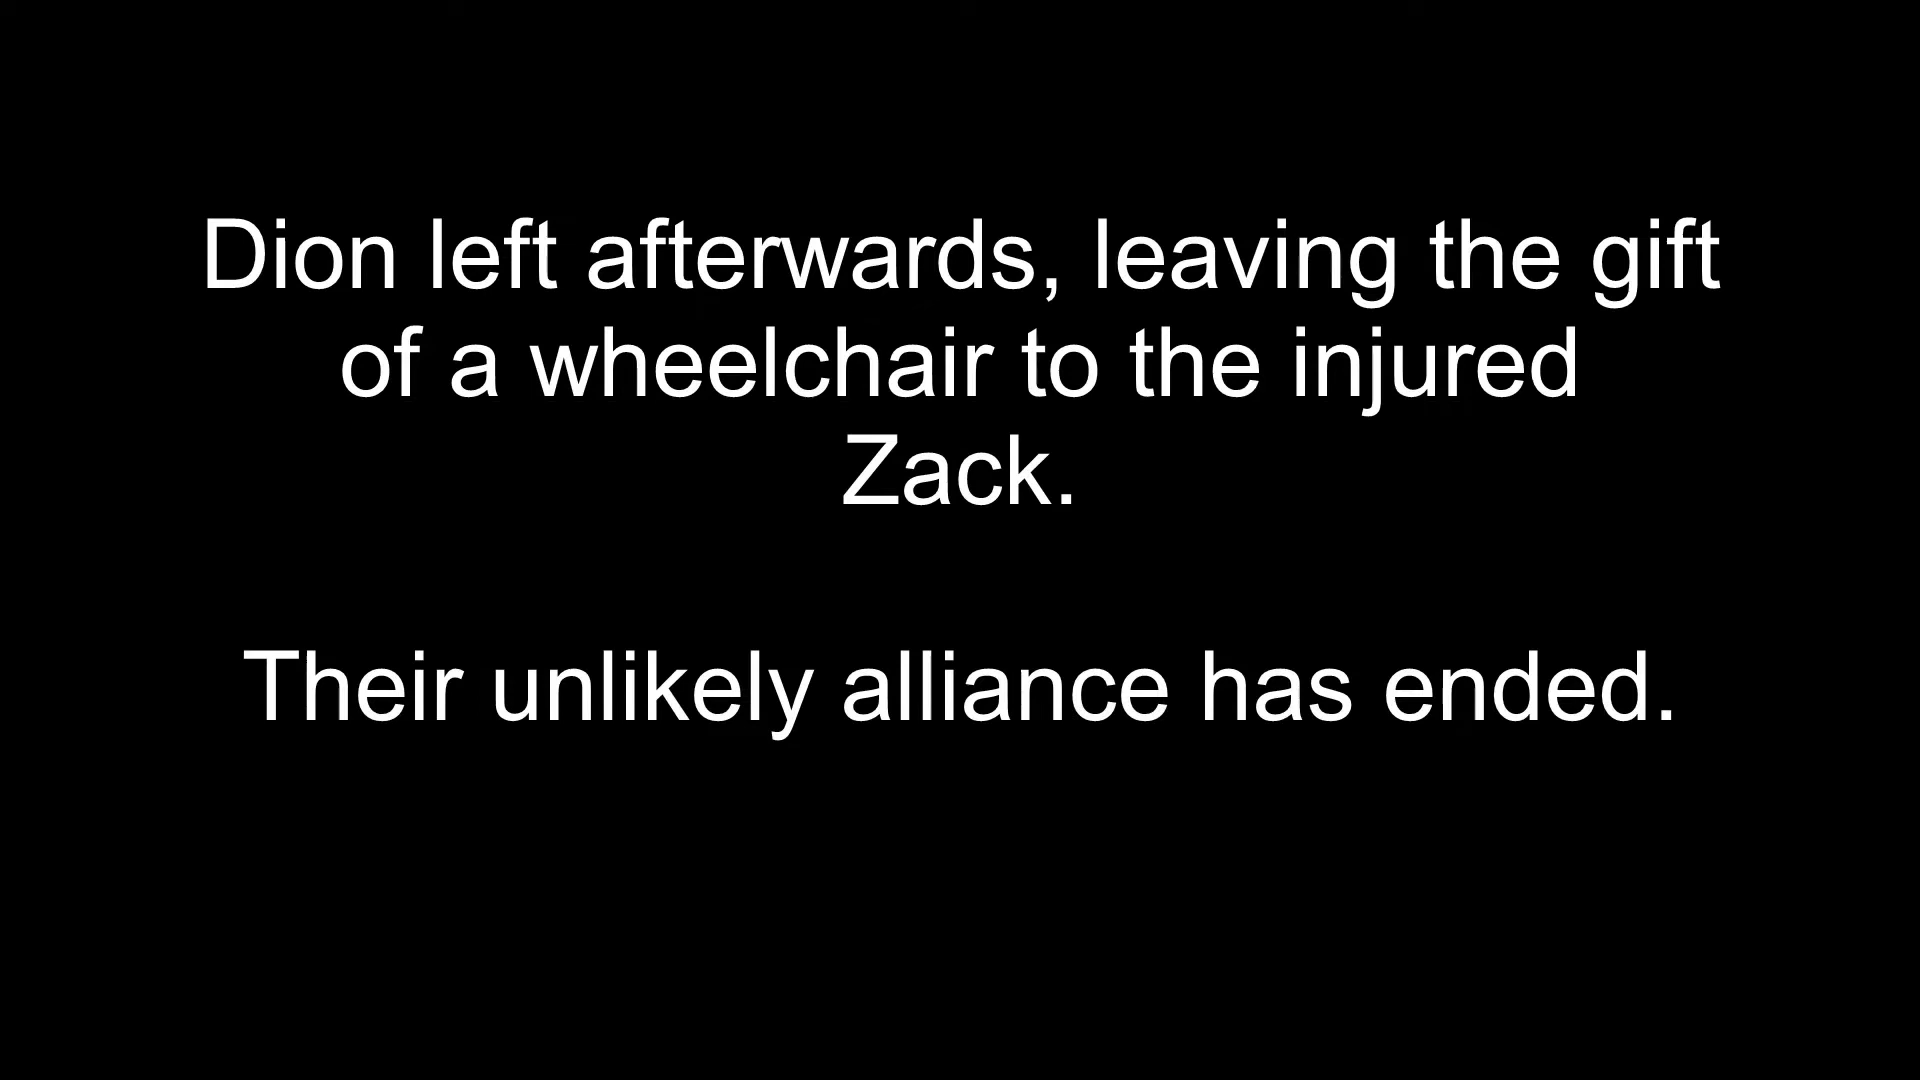 Dion left afterwards, leaving the gift
of a wheelchair to the injured
Zack.
Their unlikely alliance has ended.